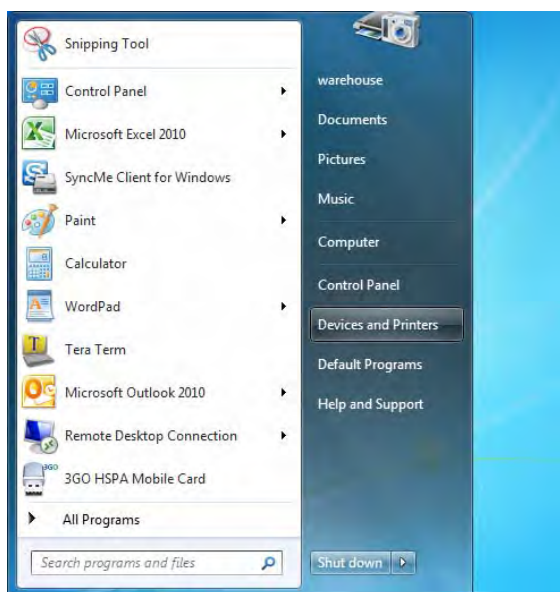 Snipping Tool
Control Panel
Microsoft Excel 2010
SyncMe Client for Windows
Paint
Calculator
WordPad
Tera Term
Microsoft Outlook 2010
Remote Desktop Connection
3GO HSPA Mobile Card
All Programs
Search programs and files
warehouse
Documents
Pictures
Music
Computer
Control Panel
Devices and Printers
Default Programs
Help and Support
Shut down